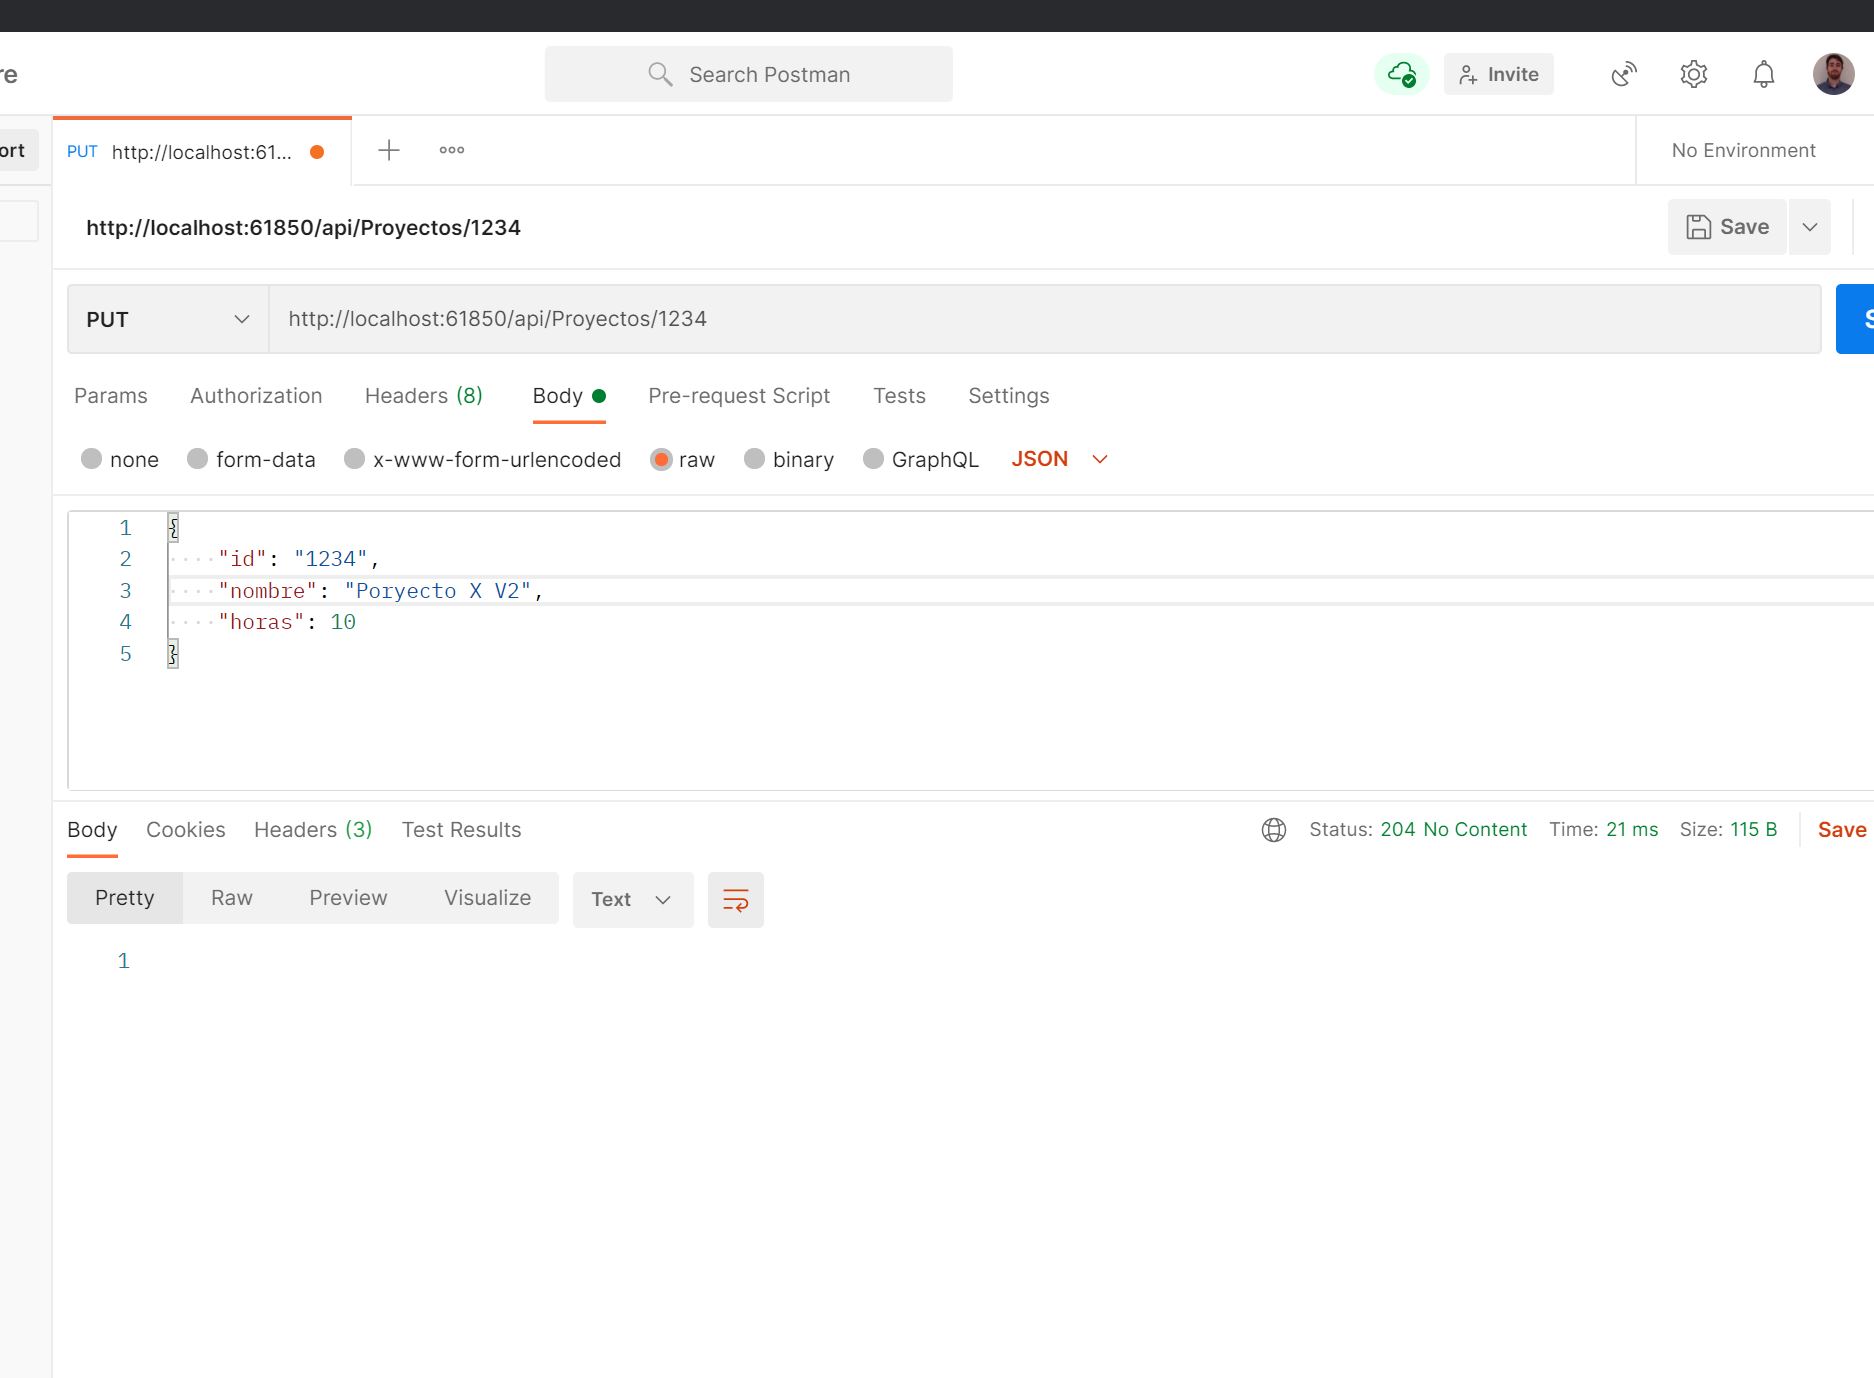 re
Search Postman
Invite
ort
PUT http://localhost:61...
No Environment
http://localhost:61850/api/Proyectos/1234
Save
PUT
http://localhost:61850/api/Proyectos/1234
S
Params Authorization Headers (8) Body Pre-request Script Tests Settings
none form-data x-www-form-urlencoded raw binary GraphQL JSON
1 {
2 "id": "1234",
3 "nombre": "Poryecto X V2",
4 "horas": 10
5 }
Body Cookies Headers (3) Test Results Status: 204 No Content Time: 21 ms Size: 115 B Save
Pretty Raw Preview Visualize Text
1